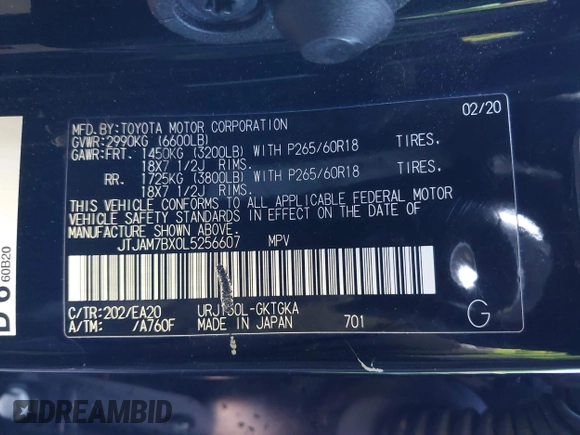 MFD.BY:TOYOTA MOTOR CORPORATION 02/20
GVWR:2990KG (6600LB)
GAWR:FRT. 1450KG (3200LB) WITH P265/60R18 TIRES,
18X7 1/2J RIMS.
RR. 1725KG (3800LB) WITH P265/60R18 TIRES,
18X7 1/2J RIMS.
THIS VEHICLE CONFORMS TO ALL APPLICABLE FEDERAL MOTOR
VEHICLE SAFETY STANDARDS IN EFFECT ON THE DATE OF
MANUFACTURE SHOWN ABOVE.
JTJAM7BX0L5256607 MPV
C/TR:202/EA20 URJ150L-GKTGKA
A/TM: /A760F MADE IN JAPAN 701
G
60B20
DREAMBID